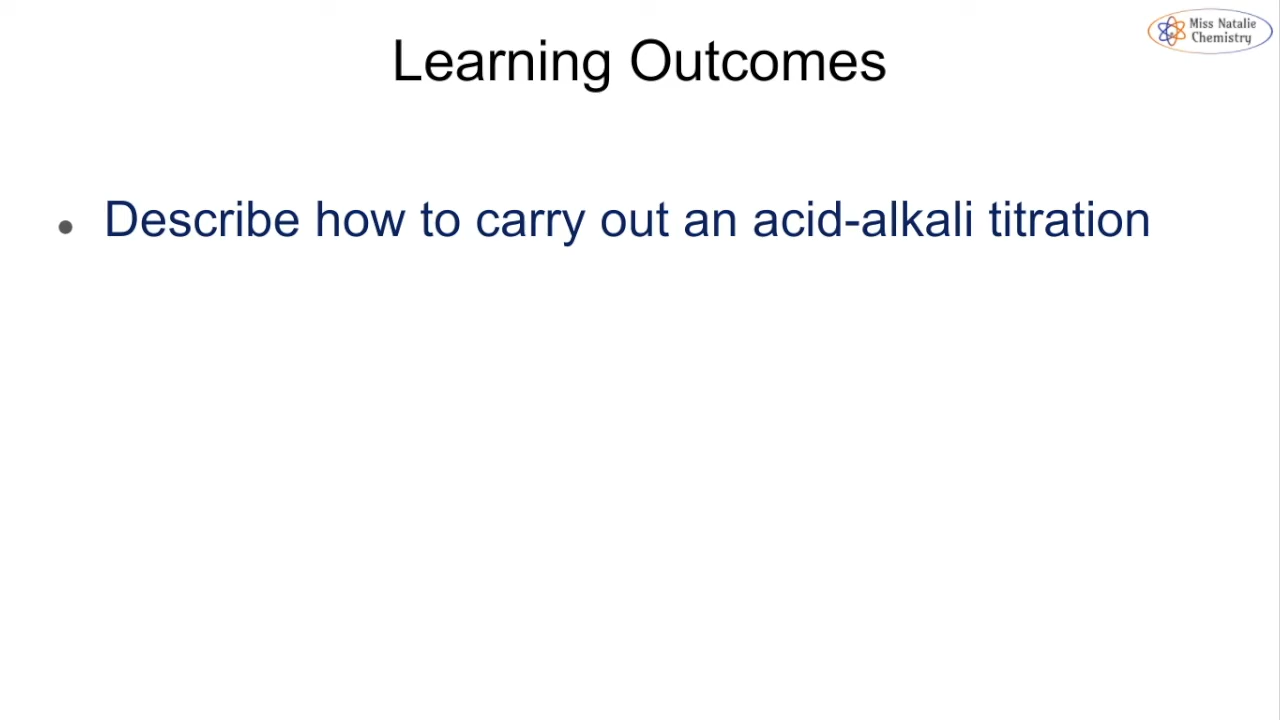 Miss Natalie
Chemistry
Learning Outcomes
• Describe how to carry out an acid-alkali titration